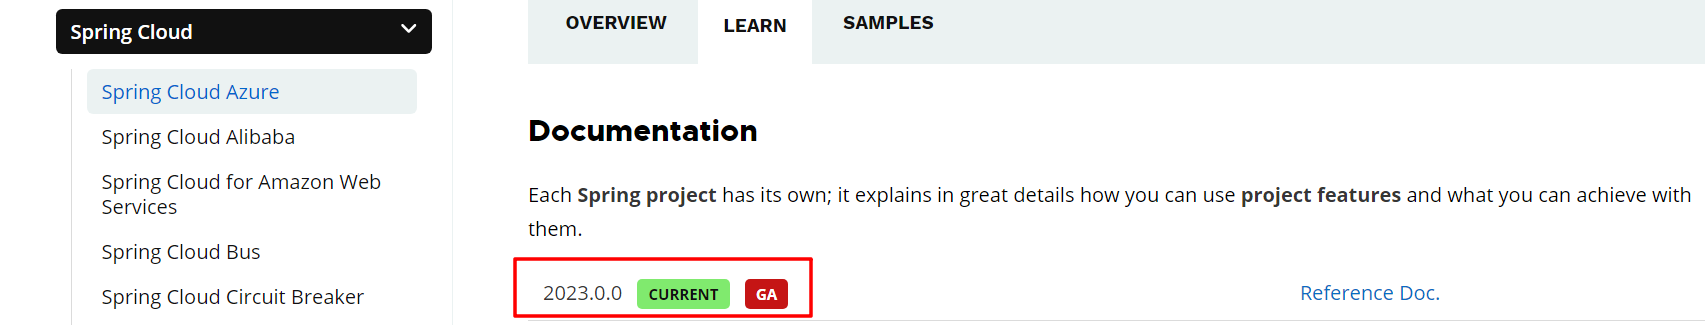 Spring Cloud
Spring Cloud Azure
Spring Cloud Alibaba
Spring Cloud for Amazon Web
Services
Spring Cloud Bus
Spring Cloud Circuit Breaker
OVERVIEW
LEARN
SAMPLES
Documentation
Each Spring project has its own; it explains in great details how you can use project features and what you can achieve with
them.
2023.0.0 CURRENT GA Reference Doc.